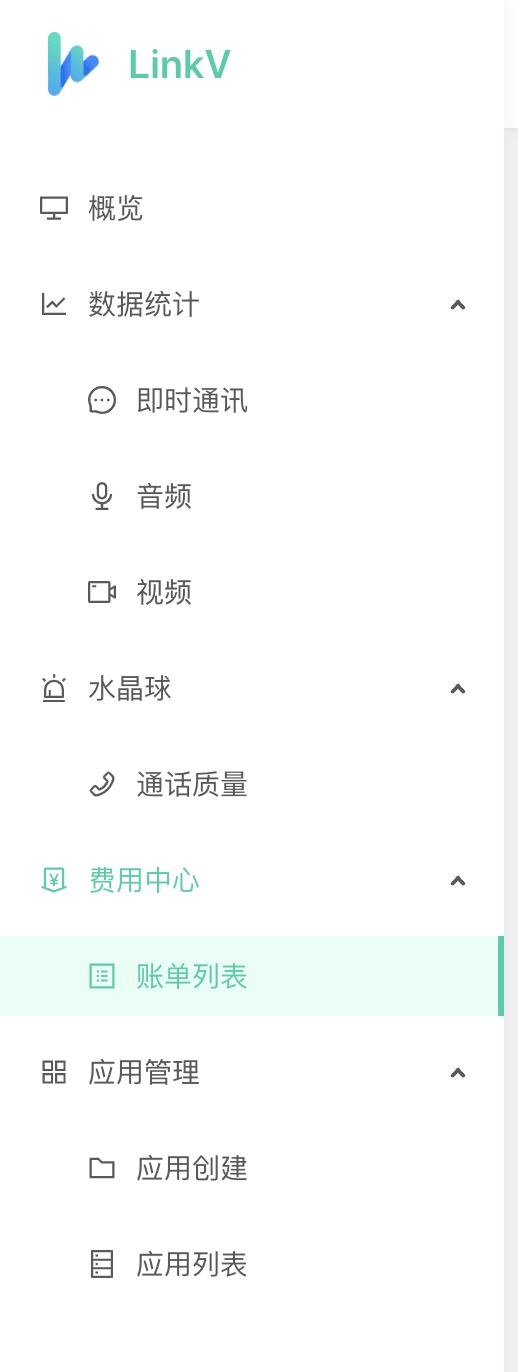 LinkV
概览
数据统计
即时通讯
音频
视频
水晶球
通话质量
费用中心
账单列表
应用管理
应用创建
应用列表